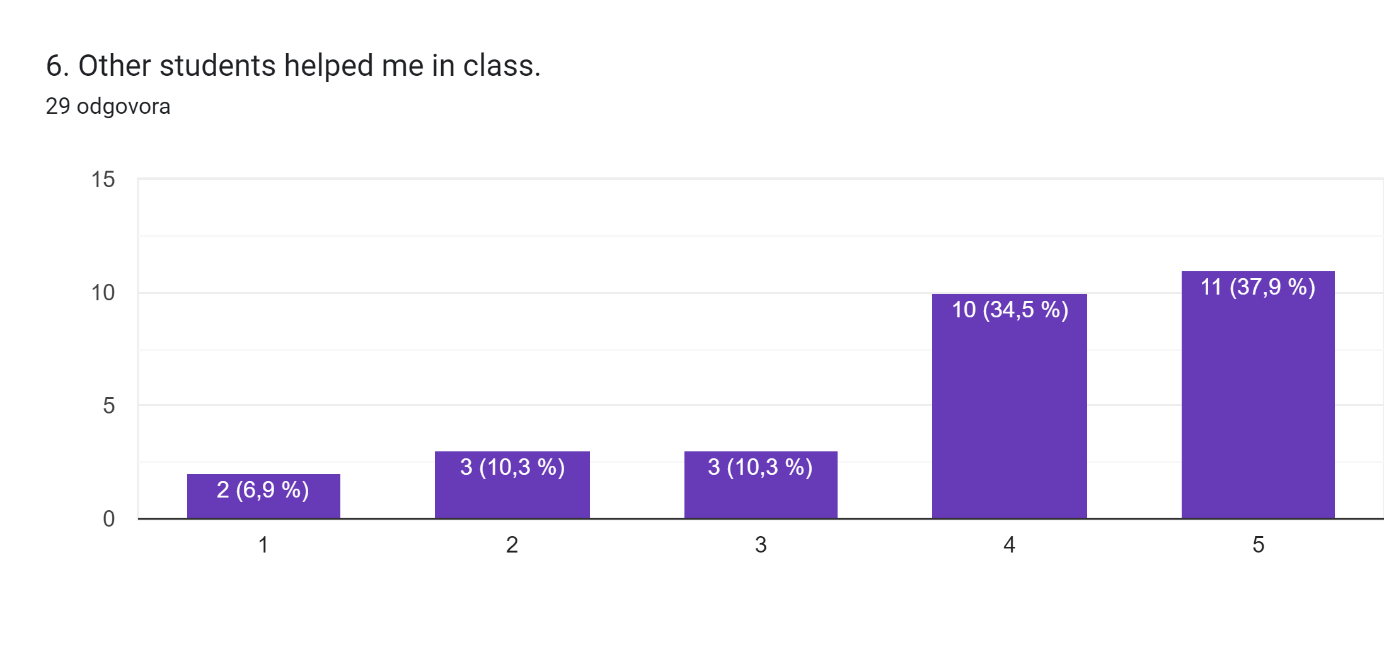 6. Other students helped me in class.
29 odgovora
15
10
5
0
2 (6,9 %)
3 (10,3 %)
3 (10,3 %)
10 (34,5 %)
11 (37,9 %)
1
2
3
4
5